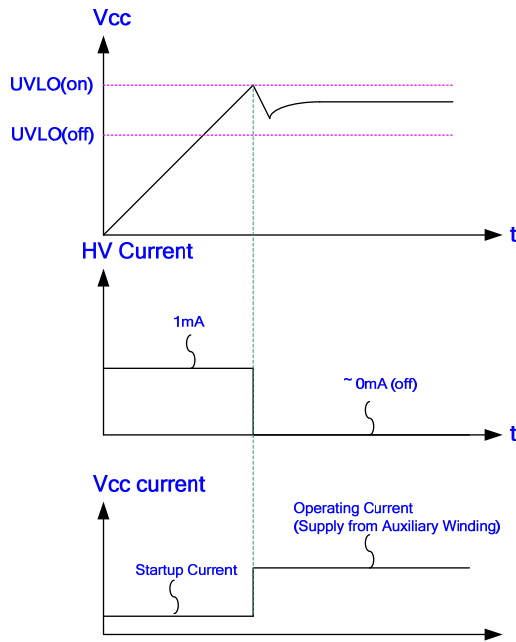 Vcc
UVLO(on)
UVLO(off)
t
HV Current
1mA
~ 0mA (off)
t
Vcc current
Operating Current
(Supply from Auxiliary Winding)
Startup Current